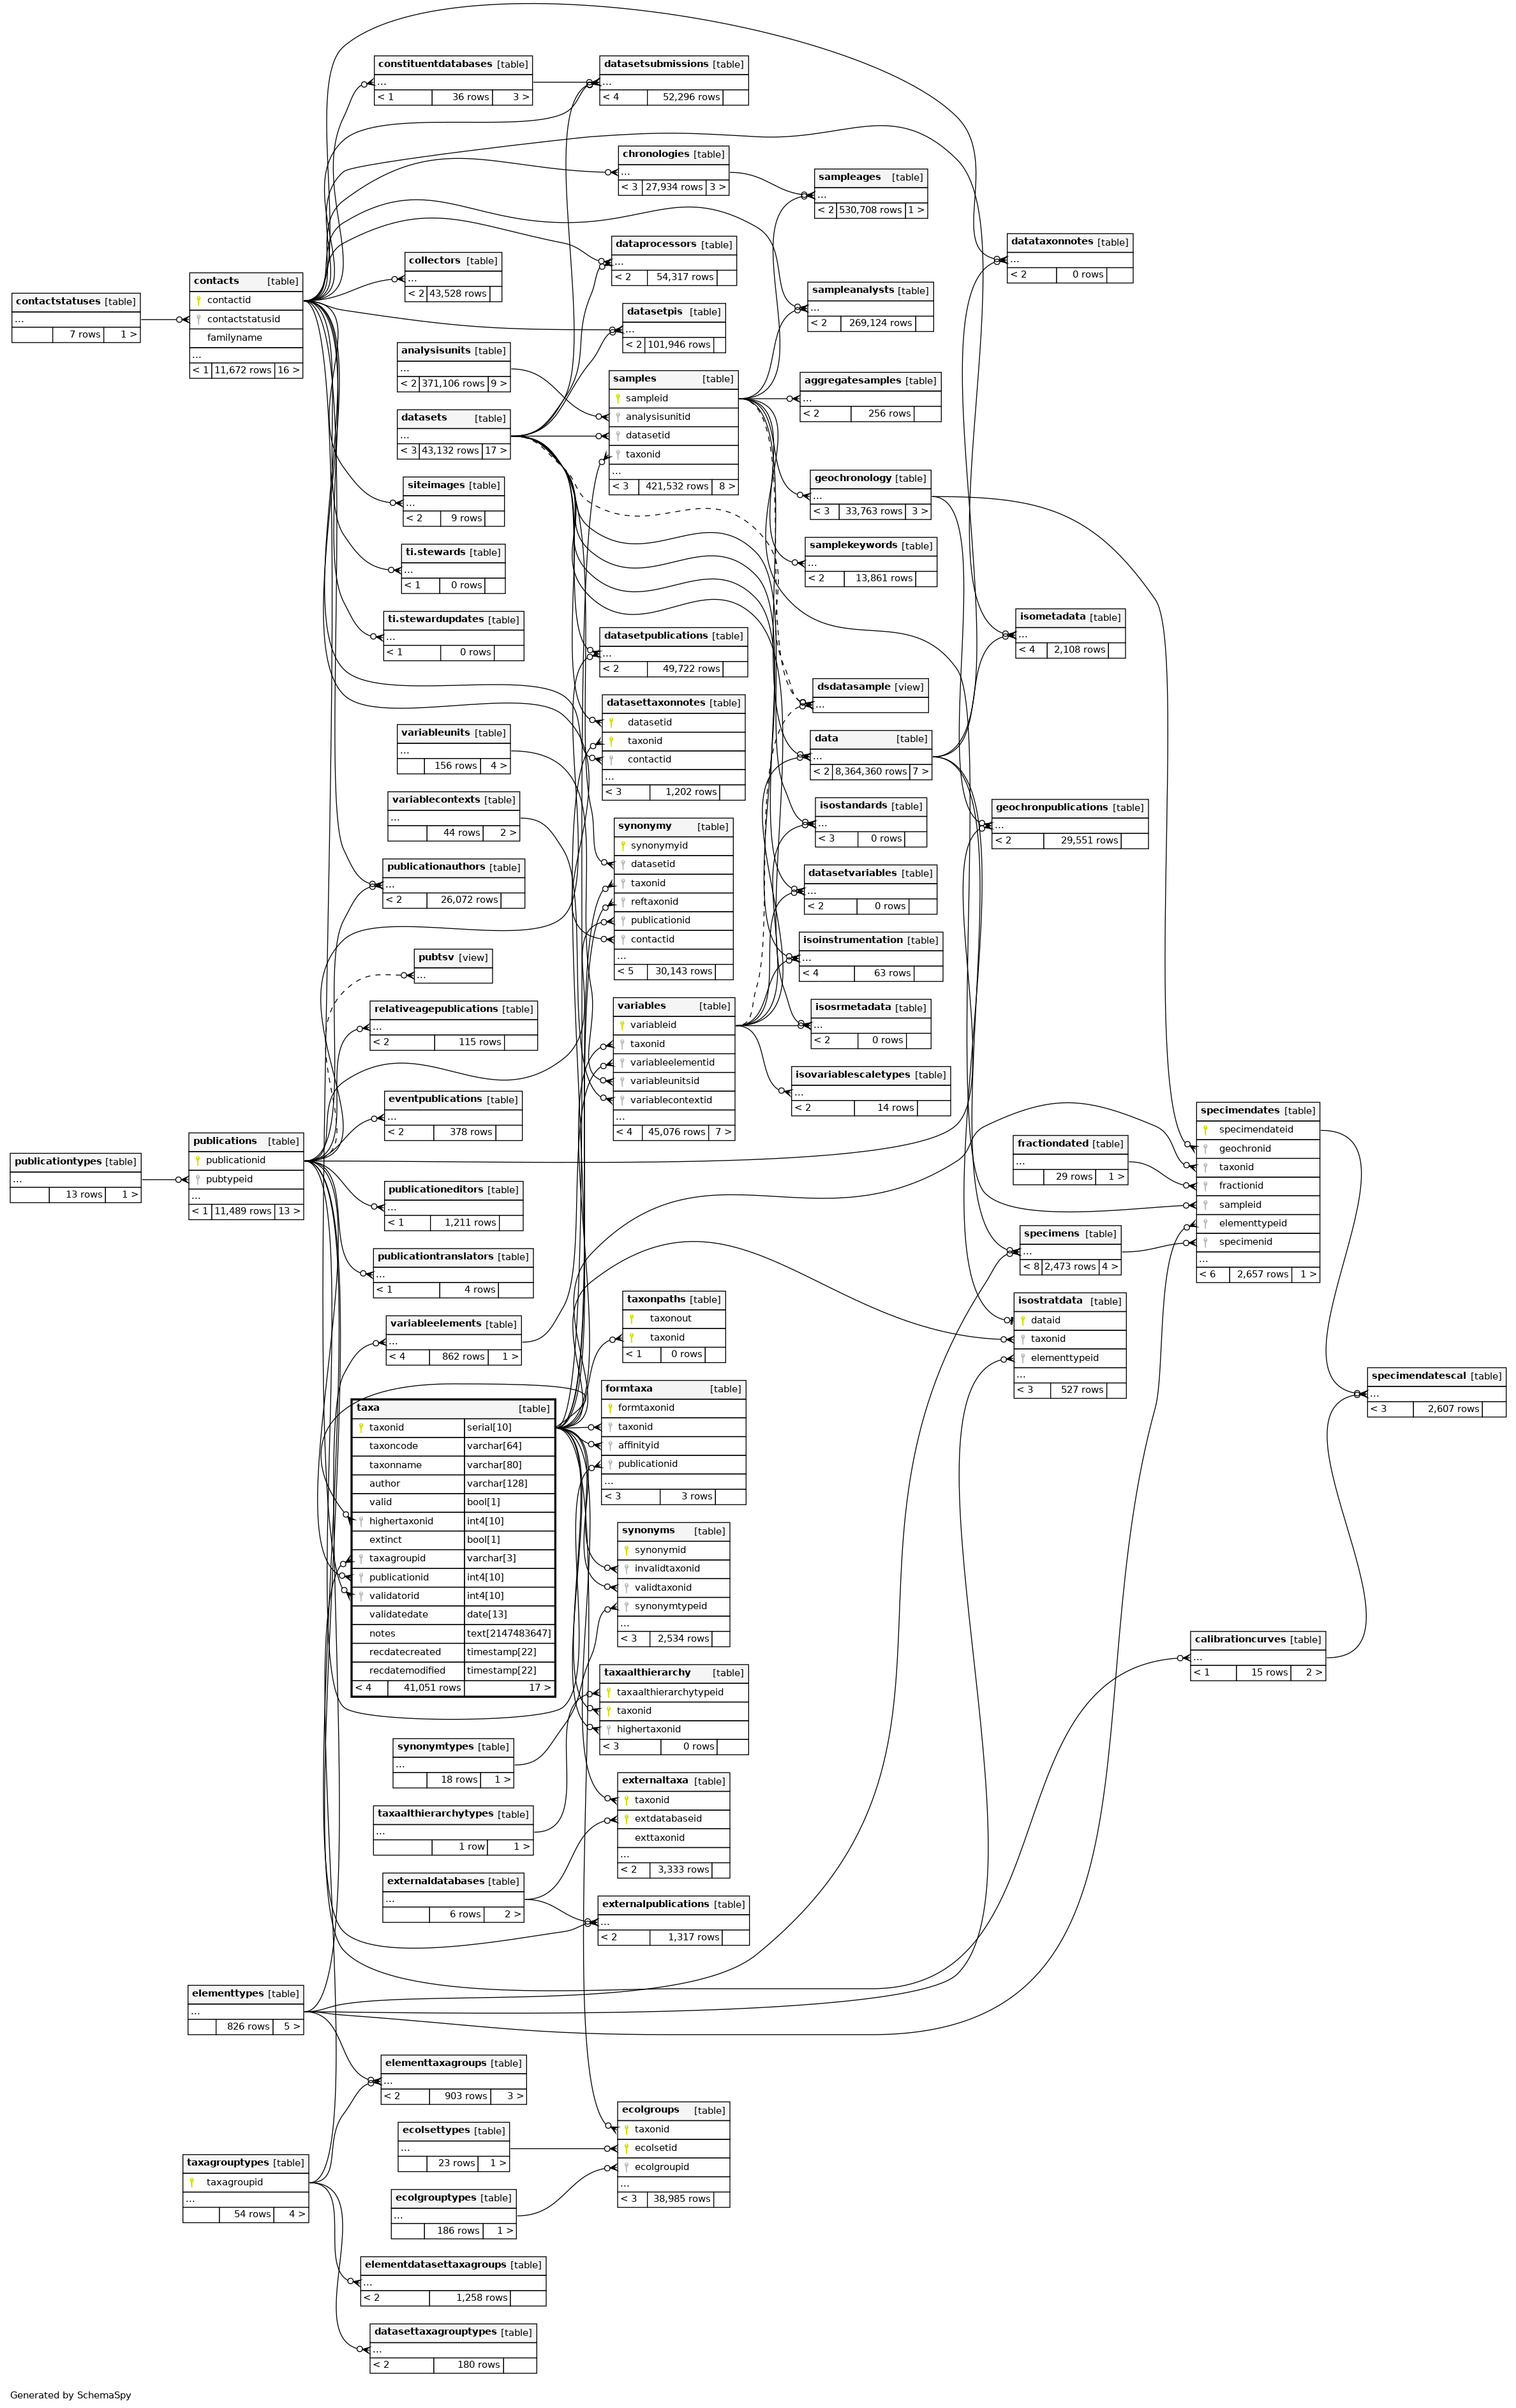 constituentdatabases [table]
...
< 1 36 rows 3 >
datasetsubmissions [table]
...
< 4 52,296 rows
chronologies [table]
...
< 3 27,934 rows 3 >
sampleages [table]
...
< 2 530,708 rows 1 >
datataxonnotes [table]
...
< 2 0 rows
dataprocessors [table]
...
< 2 54,317 rows
collectors [table]
...
< 2 43,528 rows
contacts [table]
contactid
contactstatusid
familyname
...
< 1 11,672 rows 16 >
contactstatuses [table]
...
7 rows 1 >
sampleanalysts [table]
...
< 2 269,124 rows
datasetpis [table]
...
< 2 101,946 rows
analysisunits [table]
...
< 2 371,106 rows 9 >
samples [table]
sampleid
analysisunitid
datasetid
taxonid
...
< 3 421,532 rows 8 >
aggregatesamples [table]
...
< 2 256 rows
datasets [table]
...
< 3 43,132 rows 17 >
geochronology [table]
...
< 3 33,763 rows 3 >
siteimages [table]
...
< 2 9 rows
samplekeywords [table]
...
< 2 13,861 rows
ti.stewards [table]
...
< 1 0 rows
ti.stewardupdates [table]
...
< 1 0 rows
isometadata [table]
...
< 4 2,108 rows
datasetpublications [table]
...
< 2 49,722 rows
dsdatasample [view]
...
datasettaxonnotes [table]
datasetid
taxonid
contactid
...
< 3 1,202 rows
variableunits [table]
...
156 rows 4 >
data [table]
...
< 2 8,364,360 rows 7 >
variablecontexts [table]
...
44 rows 2 >
isostandards [table]
...
< 3 0 rows
geochronpublications [table]
...
< 2 29,551 rows
synonymy [table]
synonymyid
datasetid
taxonid
reftaxonid
publicationid
contactid
...
< 5 30,143 rows
publicationauthors [table]
...
< 2 26,072 rows
datasetvariables [table]
...
< 2 0 rows
isoinstrumentation [table]
...
< 4 63 rows
pubtsv [view]
...
variables [table]
variableid
taxonid
variableelementid
variableunitsid
variablecontextid
...
< 4 45,076 rows 7 >
relativeagepublications [table]
...
< 2 115 rows
isosrmetadata [table]
...
< 2 0 rows
isovariablescaletypes [table]
...
< 2 14 rows
eventpublications [table]
...
< 2 378 rows
specimendates [table]
specimendateid
geochronid
taxonid
fractionid
sampleid
elementtypeid
specimenid
...
< 6 2,657 rows 1 >
publications [table]
publicationid
pubtypeid
...
< 1 11,489 rows 13 >
publicationtypes [table]
...
13 rows 1 >
fractiondated [table]
...
29 rows 1 >
publicationeditors [table]
...
< 1 1,211 rows
specimens [table]
...
< 8 2,473 rows 4 >
publicationtranslators [table]
...
< 1 4 rows
taxonpaths [table]
taxonout
taxonid
< 1 0 rows
isostratdata [table]
dataid
taxonid
elementtypeid
...
< 3 527 rows
variableelements [table]
...
< 4 862 rows 1 >
specimendatescal [table]
...
< 3 2,607 rows
formtaxa [table]
formtaxonid
taxonid
affinityid
publicationid
...
< 3 3 rows
taxa [table]
taxonid serial[10]
taxoncode varchar[64]
taxonname varchar[80]
author varchar[128]
valid bool[1]
highertaxonid int4[10]
extinct bool[1]
taxagroupid varchar[3]
publicationid int4[10]
validatorid int4[10]
validatedate date[13]
notes text[2147483647]
recdatecreated timestamp[22]
recdatemodified timestamp[22]
< 4 41,051 rows 17 >
synonyms [table]
synonymid
invalidtaxonid
validtaxonid
synonymtypeid
...
< 3 2,534 rows
calibrationcurves [table]
...
< 1 15 rows 2 >
taxaalthierarchy [table]
taxaalthierarchytypeid
taxonid
highertaxonid
< 3 0 rows
synonymtypes [table]
...
18 rows 1 >
externaltaxa [table]
taxonid
extdatabaseid
exttaxonid
...
< 2 3,333 rows
taxaalthierarchytypes [table]
...
1 row 1 >
externaldatabases [table]
...
6 rows 2 >
externalpublications [table]
...
< 2 1,317 rows
elementtypes [table]
...
826 rows 5 >
elementtaxagroups [table]
...
< 2 903 rows 3 >
ecolgroups [table]
taxonid
ecolsetid
ecolgroupid
...
< 3 38,985 rows
ecolsettypes [table]
...
23 rows 1 >
taxagrouptypes [table]
taxagroupid
...
54 rows 4 >
ecolgrouptypes [table]
...
186 rows 1 >
elementdatasettaxagroups [table]
...
< 2 1,258 rows
datasettaxagrouptypes [table]
...
< 2 180 rows
Generated by SchemaSpy